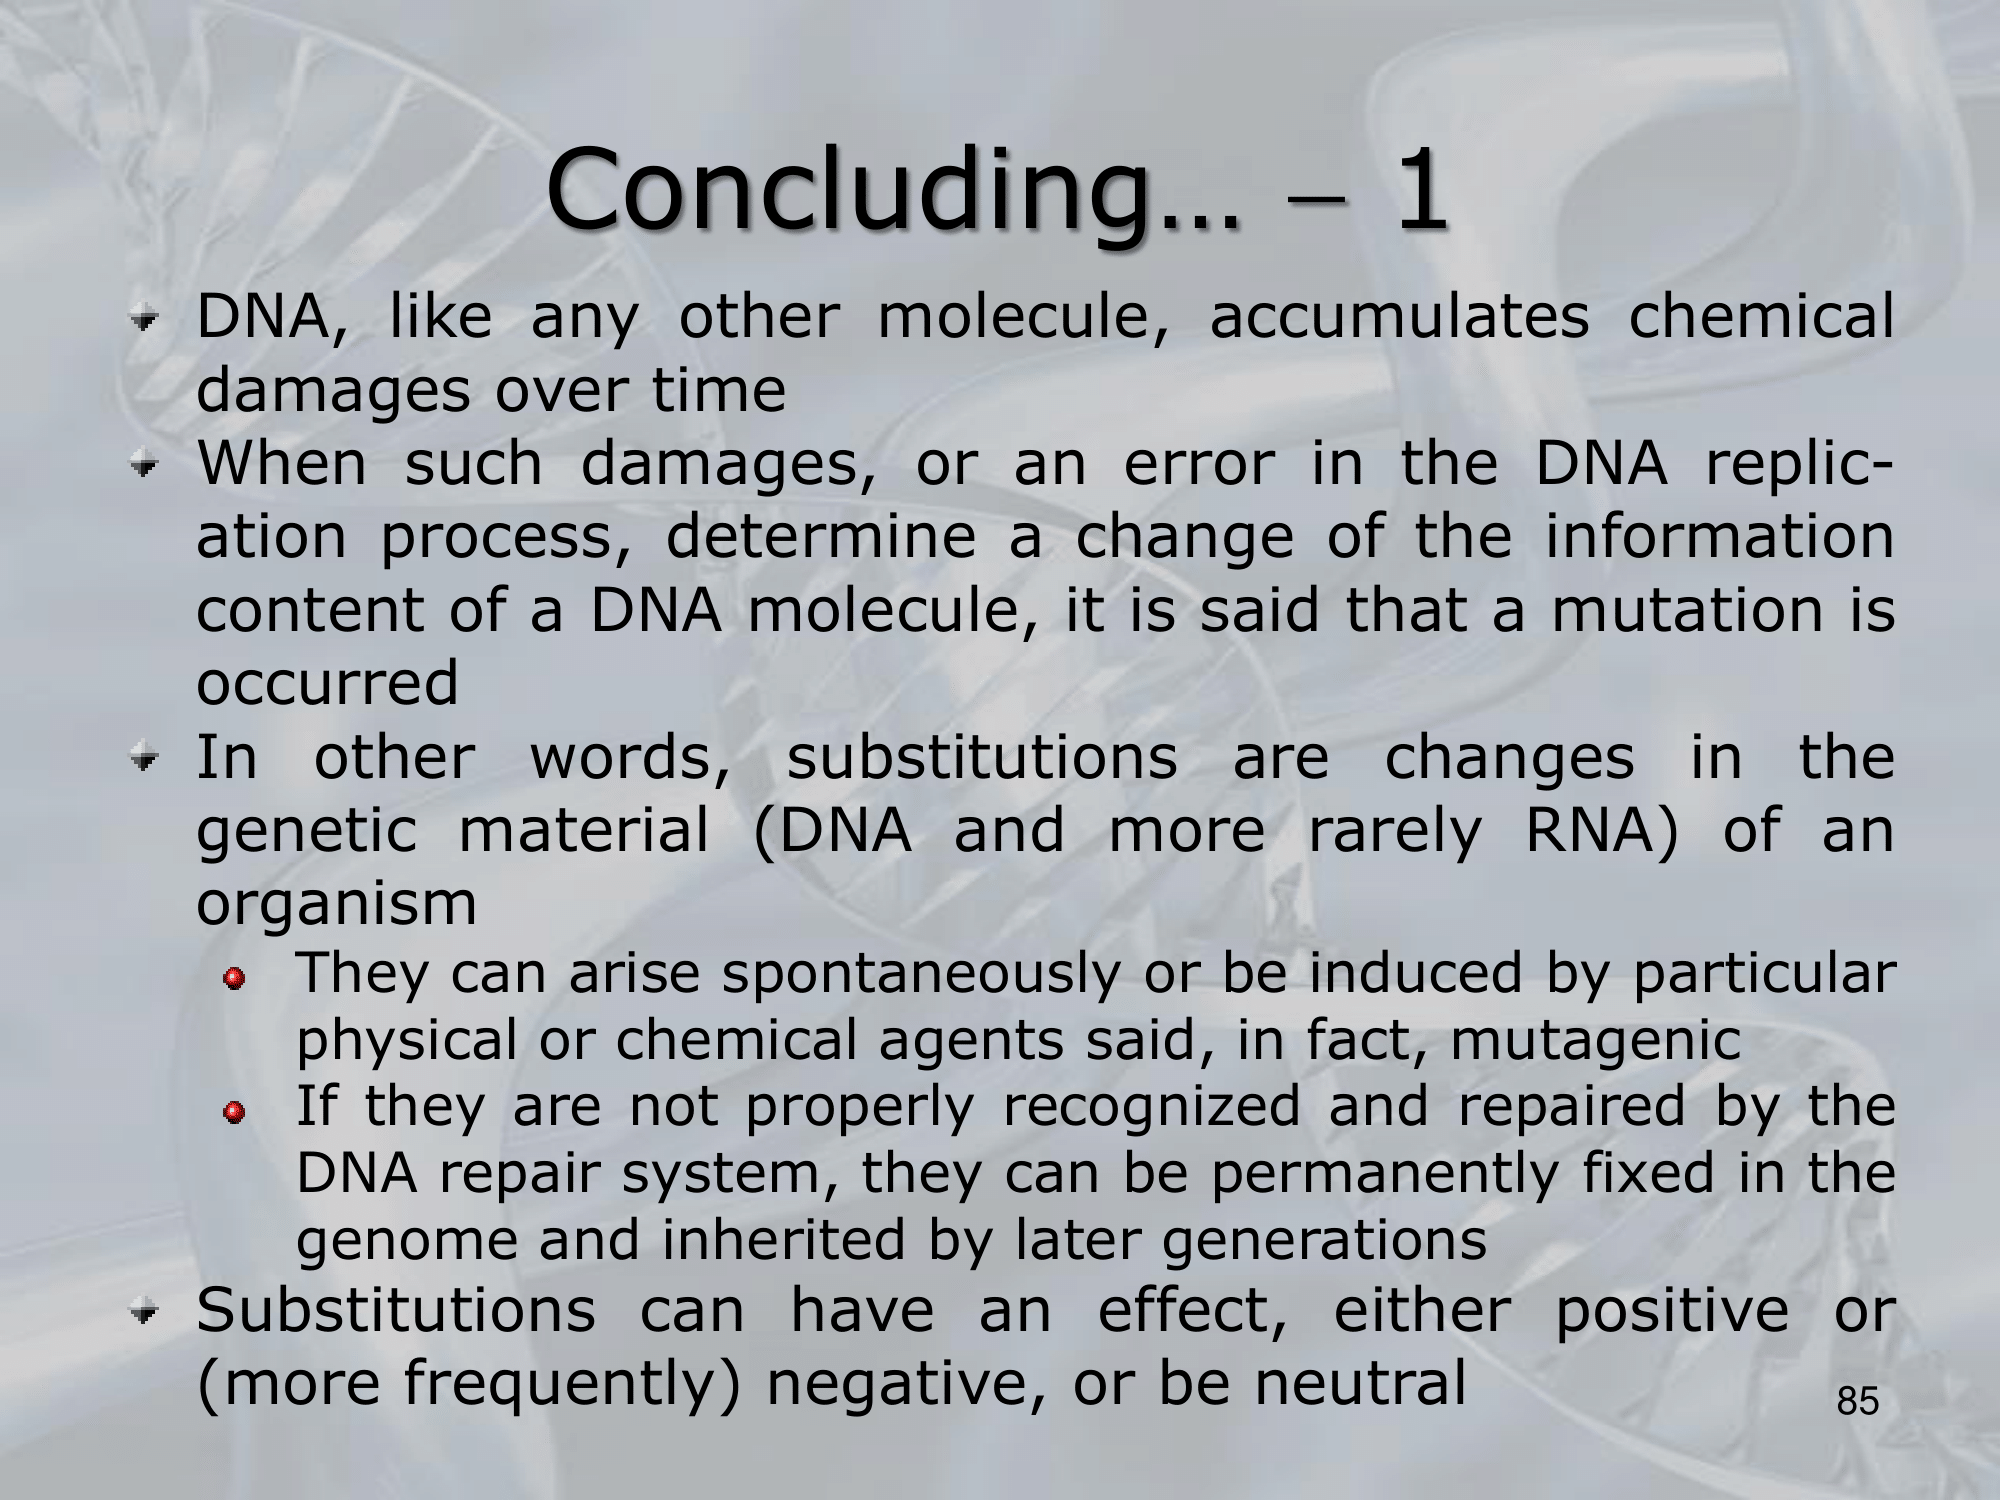 Concluding… – 1
DNA, like any other molecule, accumulates chemical
damages over time
When such damages, or an error in the DNA replic-
ation process, determine a change of the information
content of a DNA molecule, it is said that a mutation is
occurred
In other words, substitutions are changes in the
genetic material (DNA and more rarely RNA) of an
organism
They can arise spontaneously or be induced by particular
physical or chemical agents said, in fact, mutagenic
If they are not properly recognized and repaired by the
DNA repair system, they can be permanently fixed in the
genome and inherited by later generations
Substitutions can have an effect, either positive or
(more frequently) negative, or be neutral
85